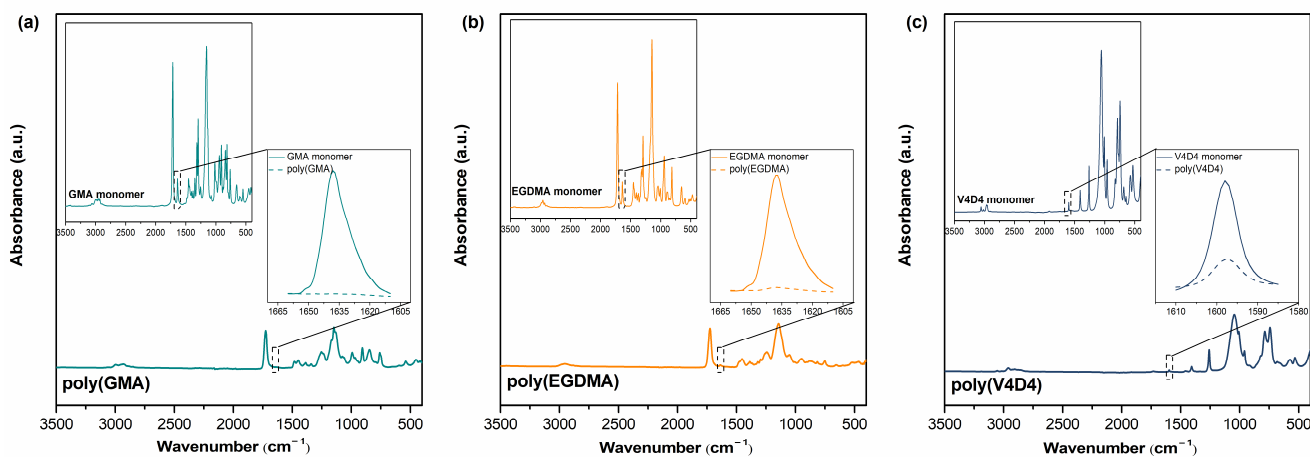 (a)
Absorbance (a.u.)
GMA monomer
3500 3000 2500 2000 1500 1000 500
GMA monomer
poly(GMA)
1665 1650 1635 1620 1605
poly(GMA)
3500 3000 2500 2000 1500 1000 500
Wavenumber (cm⁻¹)
(b)
Absorbance (a.u.)
EGDMA monomer
3500 3000 2500 2000 1500 1000 500
EGDMA monomer
poly(EGDMA)
1665 1650 1635 1620 1605
poly(EGDMA)
3500 3000 2500 2000 1500 1000 500
Wavenumber (cm⁻¹)
(c)
Absorbance (a.u.)
V4D4 monomer
3500 3000 2500 2000 1500 1000 500
V4D4 monomer
poly(V4D4)
1610 1600 1590 1580
poly(V4D4)
3500 3000 2500 2000 1500 1000 500
Wavenumber (cm⁻¹)